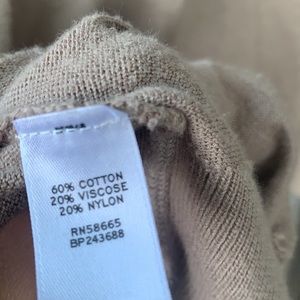 60% COTTON
20% VISCOSE
20% NYLON
RN58665
BP243688